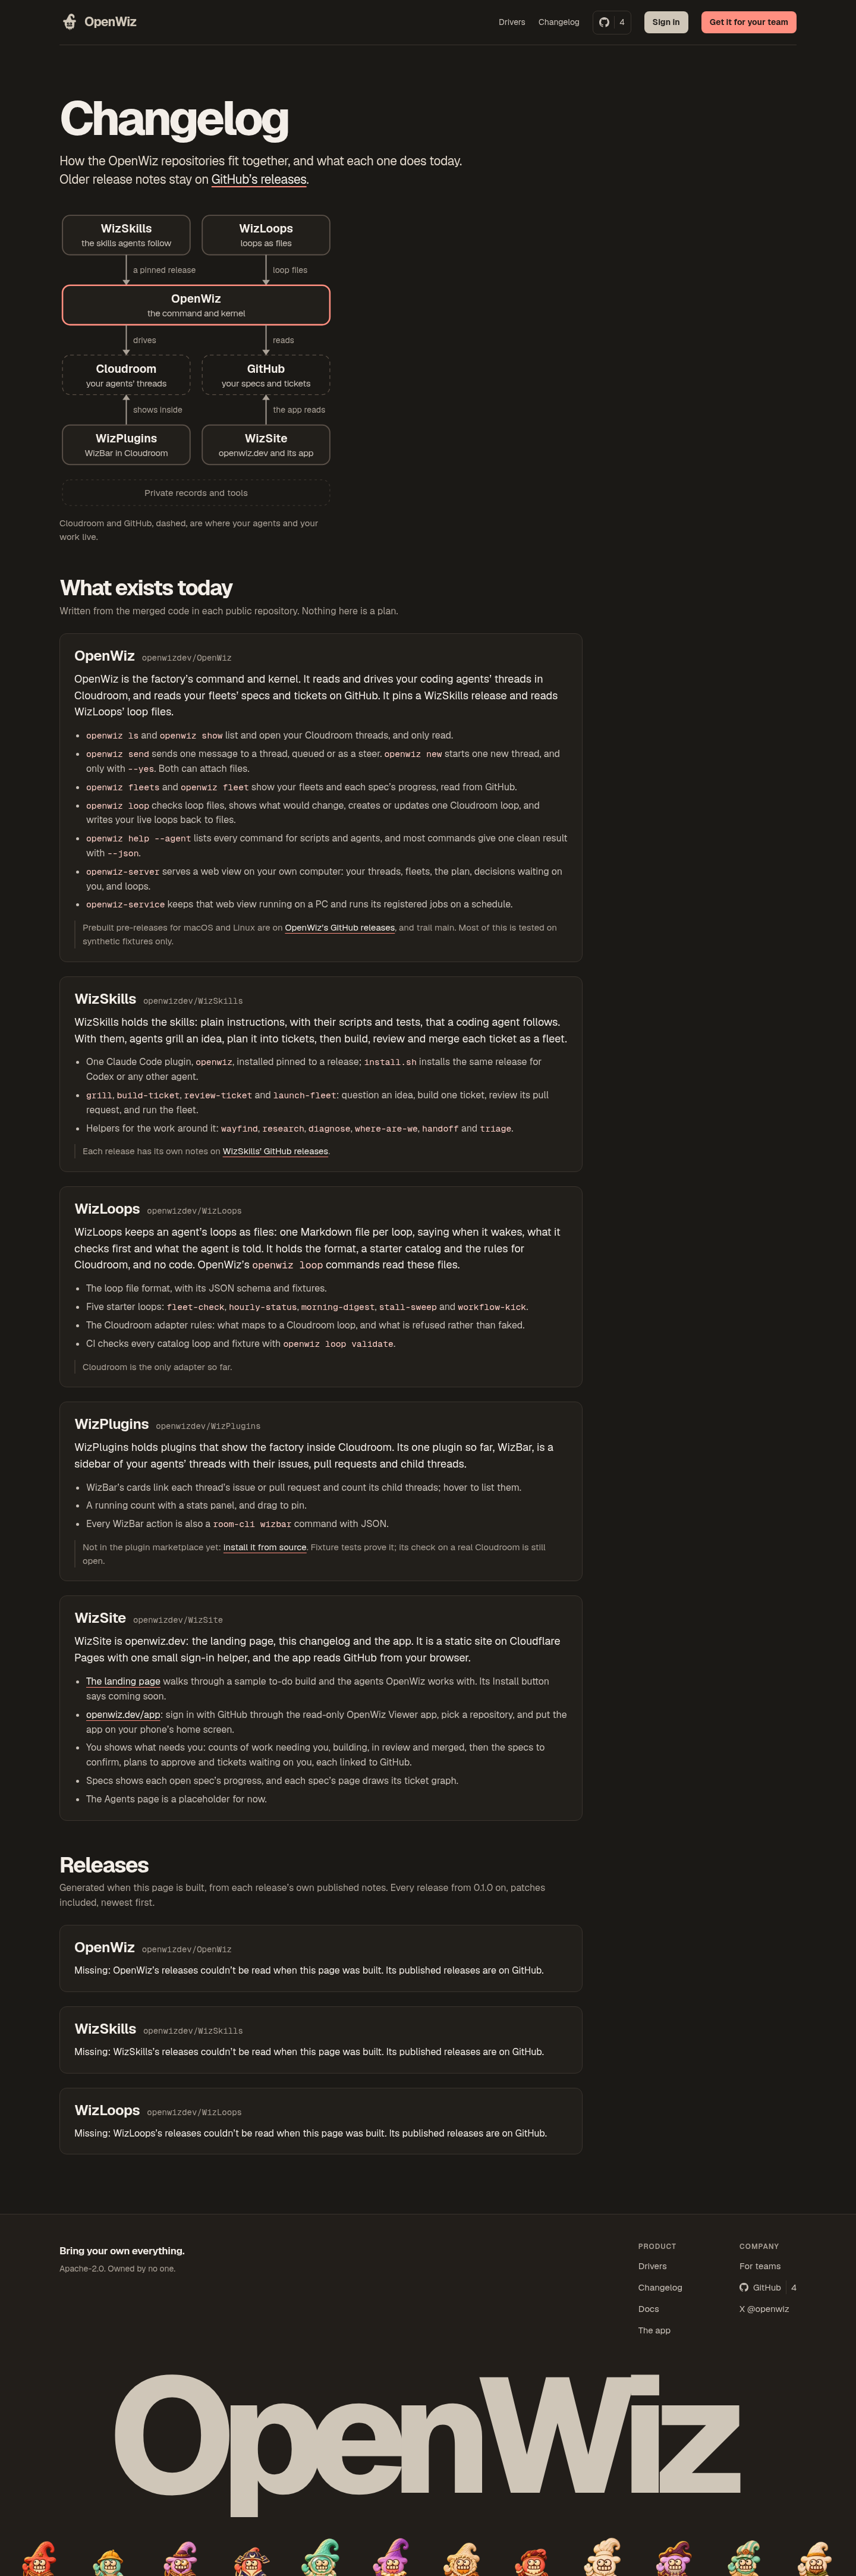 OpenWiz
Drivers
Changelog
4
Sign in
Get it for your team
Changelog
How the OpenWiz repositories fit together, and what each one does today.
Older release notes stay on GitHub's releases.
WizSkills
the skills agents follow
WizLoops
loops as files
a pinned release
loop files
OpenWiz
the command and kernel
drives
reads
Cloudroom
your agents' threads
GitHub
your specs and tickets
shows inside
the app reads
WizPlugins
WizBar in Cloudroom
WizSite
openwiz.dev and its app
Private records and tools
Cloudroom and GitHub, dashed, are where your agents and your
work live.
What exists today
Written from the merged code in each public repository. Nothing here is a plan.
OpenWiz openwizdev/OpenWiz
OpenWiz is the factory's command and kernel. It reads and drives your coding agents' threads in
Cloudroom, and reads your fleets' specs and tickets on GitHub. It pins a WizSkills release and reads
WizLoops' loop files.
• openwiz ls and openwiz show list and open your Cloudroom threads, and only read.
• openwiz send sends one message to a thread, queued or as a steer. openwiz new starts one new thread, and
only with --yes. Both can attach files.
• openwiz fleets and openwiz fleet show your fleets and each spec's progress, read from GitHub.
• openwiz loop checks loop files, shows what would change, creates or updates one Cloudroom loop, and
writes your live loops back to files.
• openwiz help --agent lists every command for scripts and agents, and most commands give one clean result
with --json.
• openwiz-server serves a web view on your own computer: your threads, fleets, the plan, decisions waiting on
you, and loops.
• openwiz-service keeps that web view running on a PC and runs its registered jobs on a schedule.
Prebuilt pre-releases for macOS and Linux are on OpenWiz's GitHub releases, and trail main. Most of this is tested on
synthetic fixtures only.
WizSkills openwizdev/WizSkills
WizSkills holds the skills: plain instructions, with their scripts and tests, that a coding agent follows.
With them, agents grill an idea, plan it into tickets, then build, review and merge each ticket as a fleet.
• One Claude Code plugin, openwiz, installed pinned to a release; install.sh installs the same release for
Codex or any other agent.
• grill, build-ticket, review-ticket and launch-fleet: question an idea, build one ticket, review its pull
request, and run the fleet.
• Helpers for the work around it: wayfind, research, diagnose, where-are-we, handoff and triage.
Each release has its own notes on WizSkills' GitHub releases.
WizLoops openwizdev/WizLoops
WizLoops keeps an agent's loops as files: one Markdown file per loop, saying when it wakes, what it
checks first and what the agent is told. It holds the format, a starter catalog and the rules for
Cloudroom, and no code. OpenWiz's openwiz loop commands read these files.
• The loop file format, with its JSON schema and fixtures.
• Five starter loops: fleet-check, hourly-status, morning-digest, stall-sweep and workflow-kick.
• The Cloudroom adapter rules: what maps to a Cloudroom loop, and what is refused rather than faked.
• CI checks every catalog loop and fixture with openwiz loop validate.
Cloudroom is the only adapter so far.
WizPlugins openwizdev/WizPlugins
WizPlugins holds plugins that show the factory inside Cloudroom. Its one plugin so far, WizBar, is a
sidebar of your agents' threads with their issues, pull requests and child threads.
• WizBar's cards link each thread's issue or pull request and count its child threads; hover to list them.
• A running count with a stats panel, and drag to pin.
• Every WizBar action is also a room-cli wizbar command with JSON.
Not in the plugin marketplace yet: Install it from source. Fixture tests prove it; its check on a real Cloudroom is still
open.
WizSite openwizdev/WizSite
WizSite is openwiz.dev: the landing page, this changelog and the app. It is a static site on Cloudflare
Pages with one small sign-in helper, and the app reads GitHub from your browser.
• The landing page walks through a sample to-do build and the agents OpenWiz works with. Its Install button
says coming soon.
• openwiz.dev/app: sign in with GitHub through the read-only OpenWiz Viewer app, pick a repository, and put the
app on your phone's home screen.
• You shows what needs you: counts of work needing you, building, in review and merged, then the specs to
confirm, plans to approve and tickets waiting on you, each linked to GitHub.
• Specs shows each open spec's progress, and each spec's page draws its ticket graph.
• The Agents page is a placeholder for now.
Releases
Generated when this page is built, from each release's own published notes. Every release from 0.1.0 on, patches
included, newest first.
OpenWiz openwizdev/OpenWiz
Missing: OpenWiz's releases couldn't be read when this page was built. Its published releases are on GitHub.
WizSkills openwizdev/WizSkills
Missing: WizSkills's releases couldn't be read when this page was built. Its published releases are on GitHub.
WizLoops openwizdev/WizLoops
Missing: WizLoops's releases couldn't be read when this page was built. Its published releases are on GitHub.
Bring your own everything.
Apache-2.0. Owned by no one.
PRODUCT
Drivers
Changelog
Docs
The app
COMPANY
For teams
GitHub 4
X @openwiz
OpenWiz